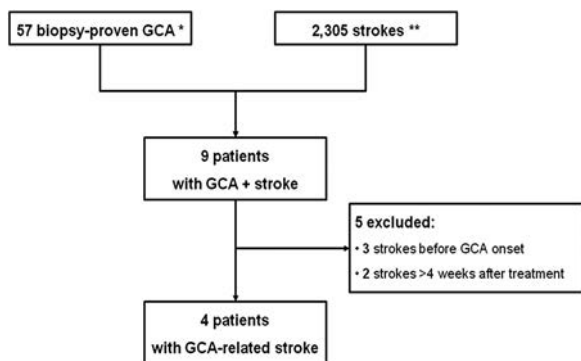 57 biopsy-proven GCA *
2,305 strokes **
9 patients
with GCA + stroke
5 excluded:
• 3 strokes before GCA onset
• 2 strokes >4 weeks after treatment
4 patients
with GCA-related stroke